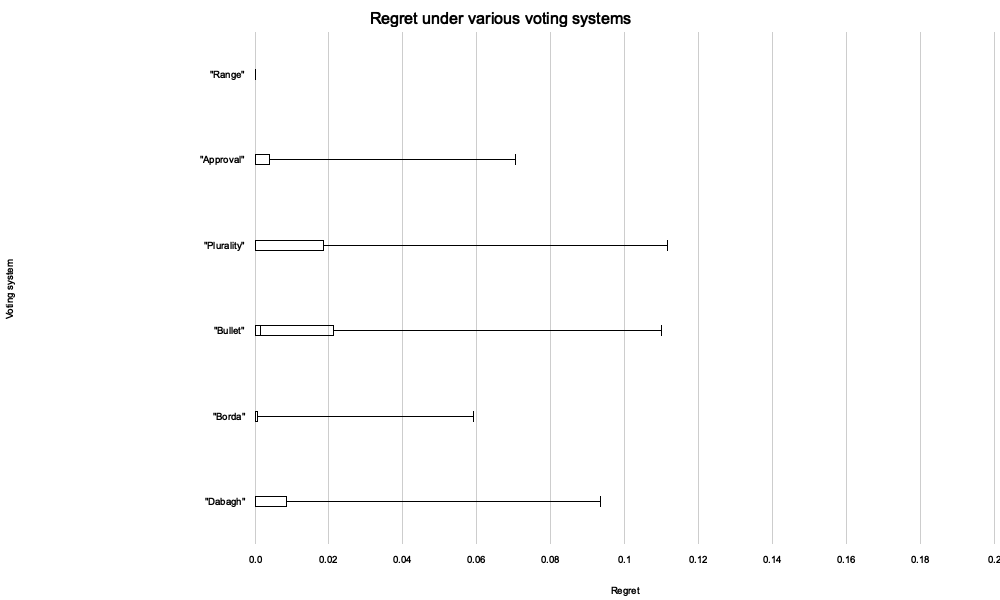 Regret under various voting systems
"Range"
"Approval"
"Plurality"
"Bullet"
"Borda"
"Dabagh"
Voting system
0.0 0.02 0.04 0.06 0.08 0.1 0.12 0.14 0.16 0.18 0.2
Regret